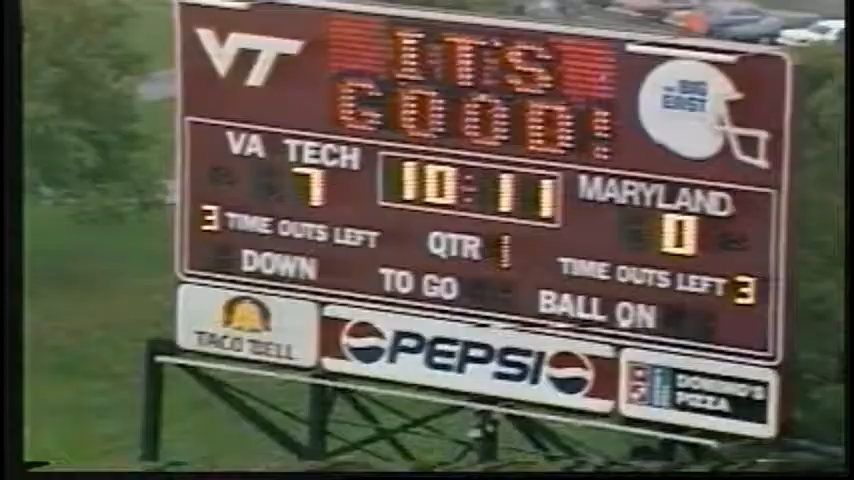 VT
IT'S
GOOD!
THE BIG
EAST
VA TECH
7
10:11
MARYLAND
0
3 TIME OUTS LEFT
QTR 1
TIME OUTS LEFT 3
DOWN
TO GO
BALL ON
TACO BELL
PEPSI
DOMINO'S
PIZZA